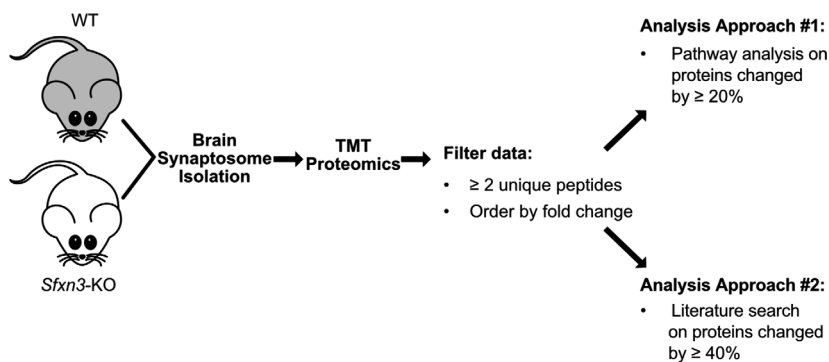 WT
Sfxn3-KO
Brain
Synaptosome
Isolation
TMT
Proteomics
Filter data:
• ≥ 2 unique peptides
• Order by fold change
Analysis Approach #1:
• Pathway analysis on
proteins changed
by ≥ 20%
Analysis Approach #2:
• Literature search
on proteins changed
by ≥ 40%